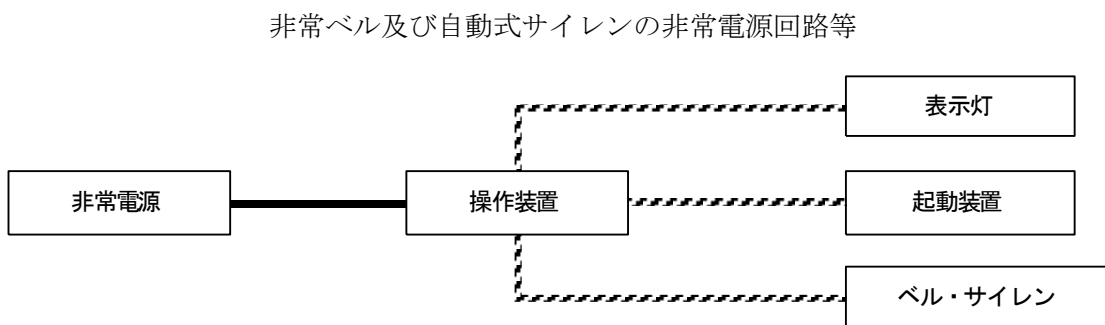 非常ベル及び自動式サイレンの非常電源回路等
表示灯
非常電源
操作装置
起動装置
ベル・サイレン